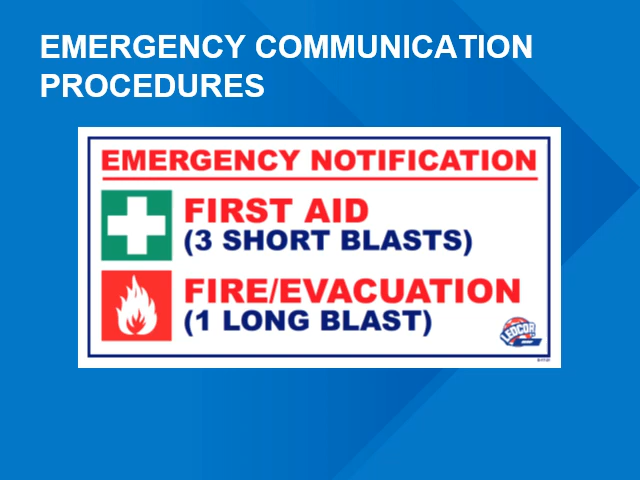 EMERGENCY COMMUNICATION
PROCEDURES
EMERGENCY NOTIFICATION
FIRST AID
(3 SHORT BLASTS)
FIRE/EVACUATION
(1 LONG BLAST)
LEDCOR